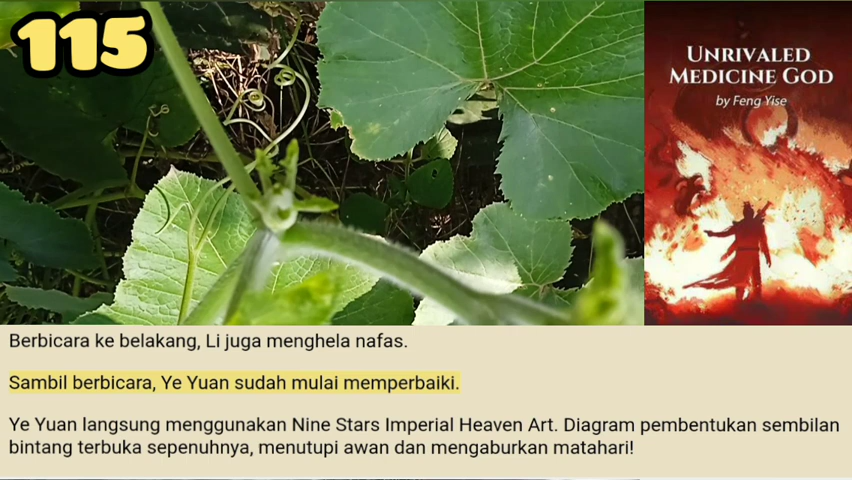 115
UNRIVALED
MEDICINE GOD
by Feng Yise
Berbicara ke belakang, Li juga menghela nafas.
Sambil berbicara, Ye Yuan sudah mulai memperbaiki.
Ye Yuan langsung menggunakan Nine Stars Imperial Heaven Art. Diagram pembentukan sembilan
bintang terbuka sepenuhnya, menutupi awan dan mengaburkan matahari!